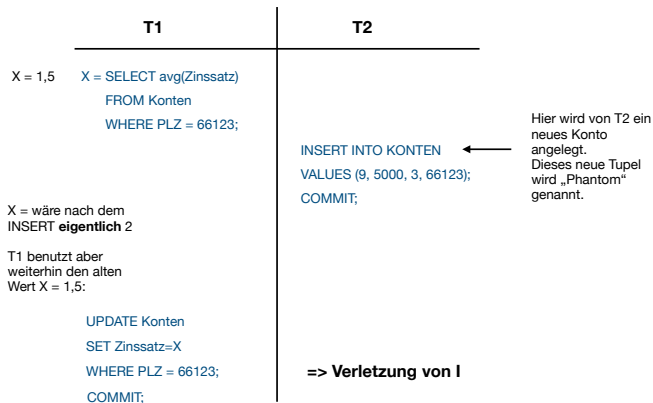 T1
T2
X = 1,5
X = SELECT avg(Zinssatz)
FROM Konten
WHERE PLZ = 66123;
INSERT INTO KONTEN
VALUES (9, 5000, 3, 66123);
COMMIT;
Hier wird von T2 ein
neues Konto
angelegt.
Dieses neue Tupel
wird „Phantom“
genannt.
X = wäre nach dem
INSERT eigentlich 2
T1 benutzt aber
weiterhin den alten
Wert X = 1,5:
UPDATE Konten
SET Zinssatz=X
WHERE PLZ = 66123;
COMMIT;
=> Verletzung von I